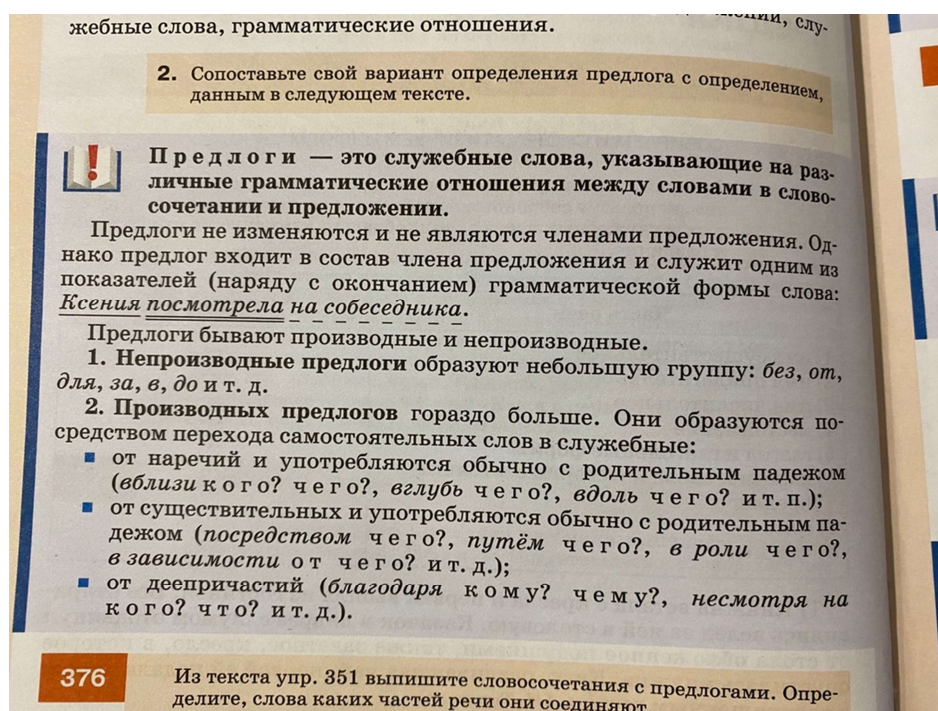 жебные слова, грамматические отношения.
2. Сопоставьте свой вариант определения предлога с определением,
данным в следующем тексте.
Предлоги — это служебные слова, указывающие на раз-
личные грамматические отношения между словами в слово-
сочетании и предложении.
Предлоги не изменяются и не являются членами предложения. Од-
нако предлог входит в состав члена предложения и служит одним из
показателей (наряду с окончанием) грамматической формы слова:
Ксения посмотрела на собеседника.
Предлоги бывают производные и непроизводные.
1. Непроизводные предлоги образуют небольшую группу: без, от,
для, за, в, до и т. д.
2. Производных предлогов гораздо больше. Они образуются по-
средством перехода самостоятельных слов в служебные:
от наречий и употребляются обычно с родительным падежом
(вблизи кого? чего?, вглубь чего?, вдоль чего? и т. п.);
от существительных и употребляются обычно с родительным па-
дежом (посредством чего?, путём чего?, в роли чего?,
в зависимости от чего? и т. д.);
от деепричастий (благодаря кому? чему?, несмотря на
кого? что? и т. д.).
376
Из текста упр. 351 выпишите словосочетания с предлогами. Опре-
делите, слова каких частей речи они соединяют